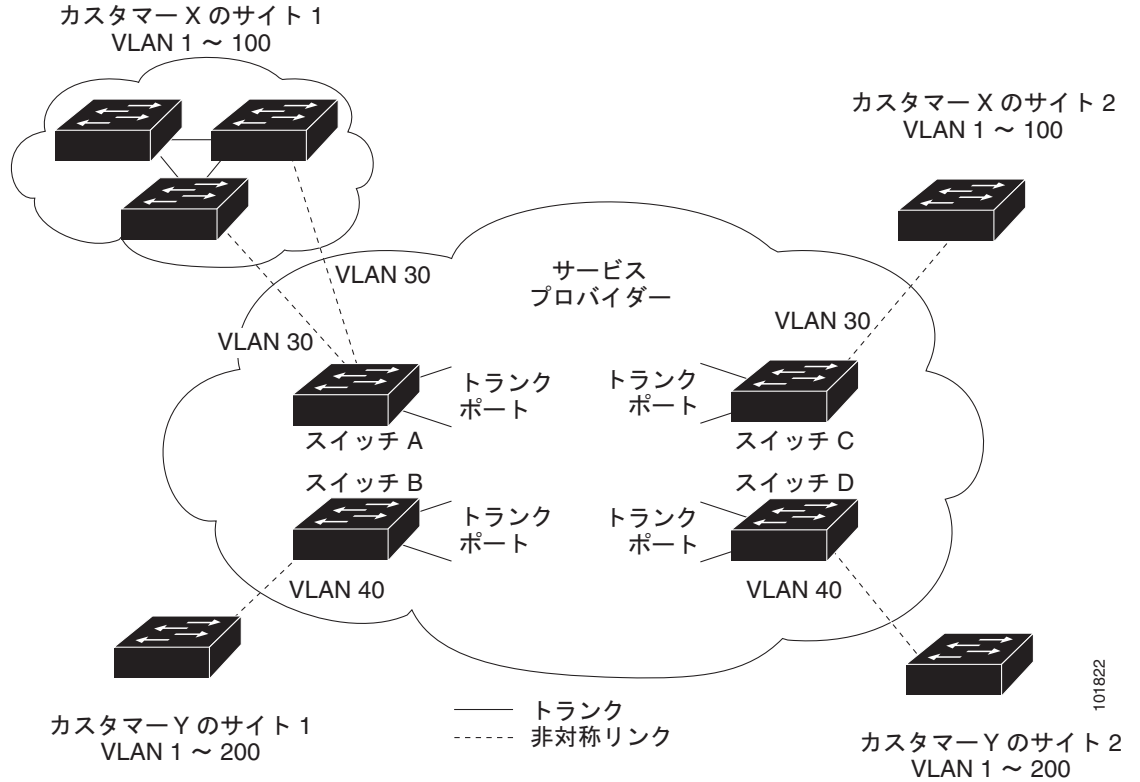 カスタマー X のサイト 1
VLAN 1 ～ 100
カスタマー X のサイト 2
VLAN 1 ～ 100
VLAN 30
サービス
プロバイダー
VLAN 30
VLAN 30
トランク
ポート
トランク
ポート
スイッチ A
スイッチ C
スイッチ B
スイッチ D
トランク
ポート
トランク
ポート
VLAN 40
VLAN 40
カスタマー Y のサイト 1
VLAN 1 ～ 200
トランク
非対称リンク
カスタマー Y のサイト 2
VLAN 1 ～ 200
101822